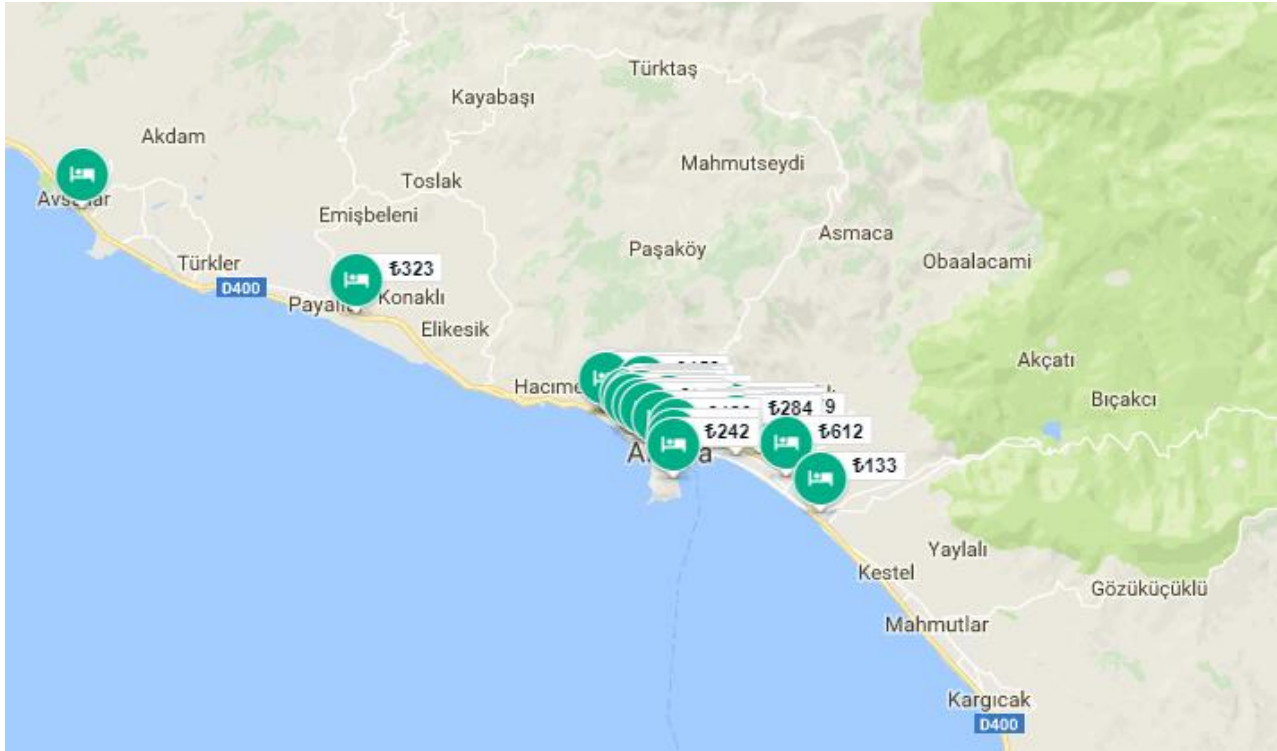 Türktaş
Kayabaşı
Akdam
Mahmutseydi
Toslak
Emişbeleni
Asmaca
Paşaköy
Obaalacami
Türkler
₺323
D400
Konaklı
Elikesik
Akçatı
Bıçakcı
₺284
₺242
₺612
₺133
Yaylalı
Kestel
Gözüküçüklü
Mahmutlar
Kargıcak
D400